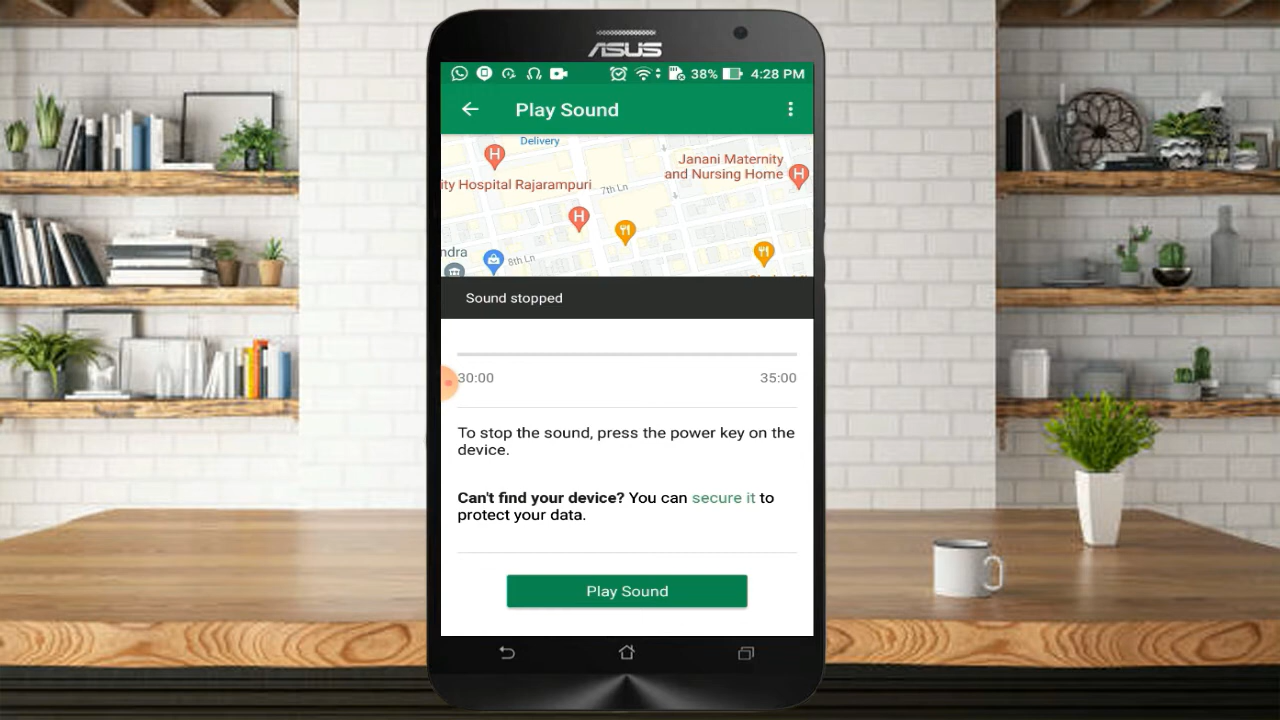 ASUS
38% 4:28 PM
Play Sound
Delivery
Janani Maternity
and Nursing Home
ity Hospital Rajarampuri
7th Ln
ndra
8th Ln
Sound stopped
30:00
35:00
To stop the sound, press the power key on the
device.
Can't find your device? You can secure it to
protect your data.
Play Sound